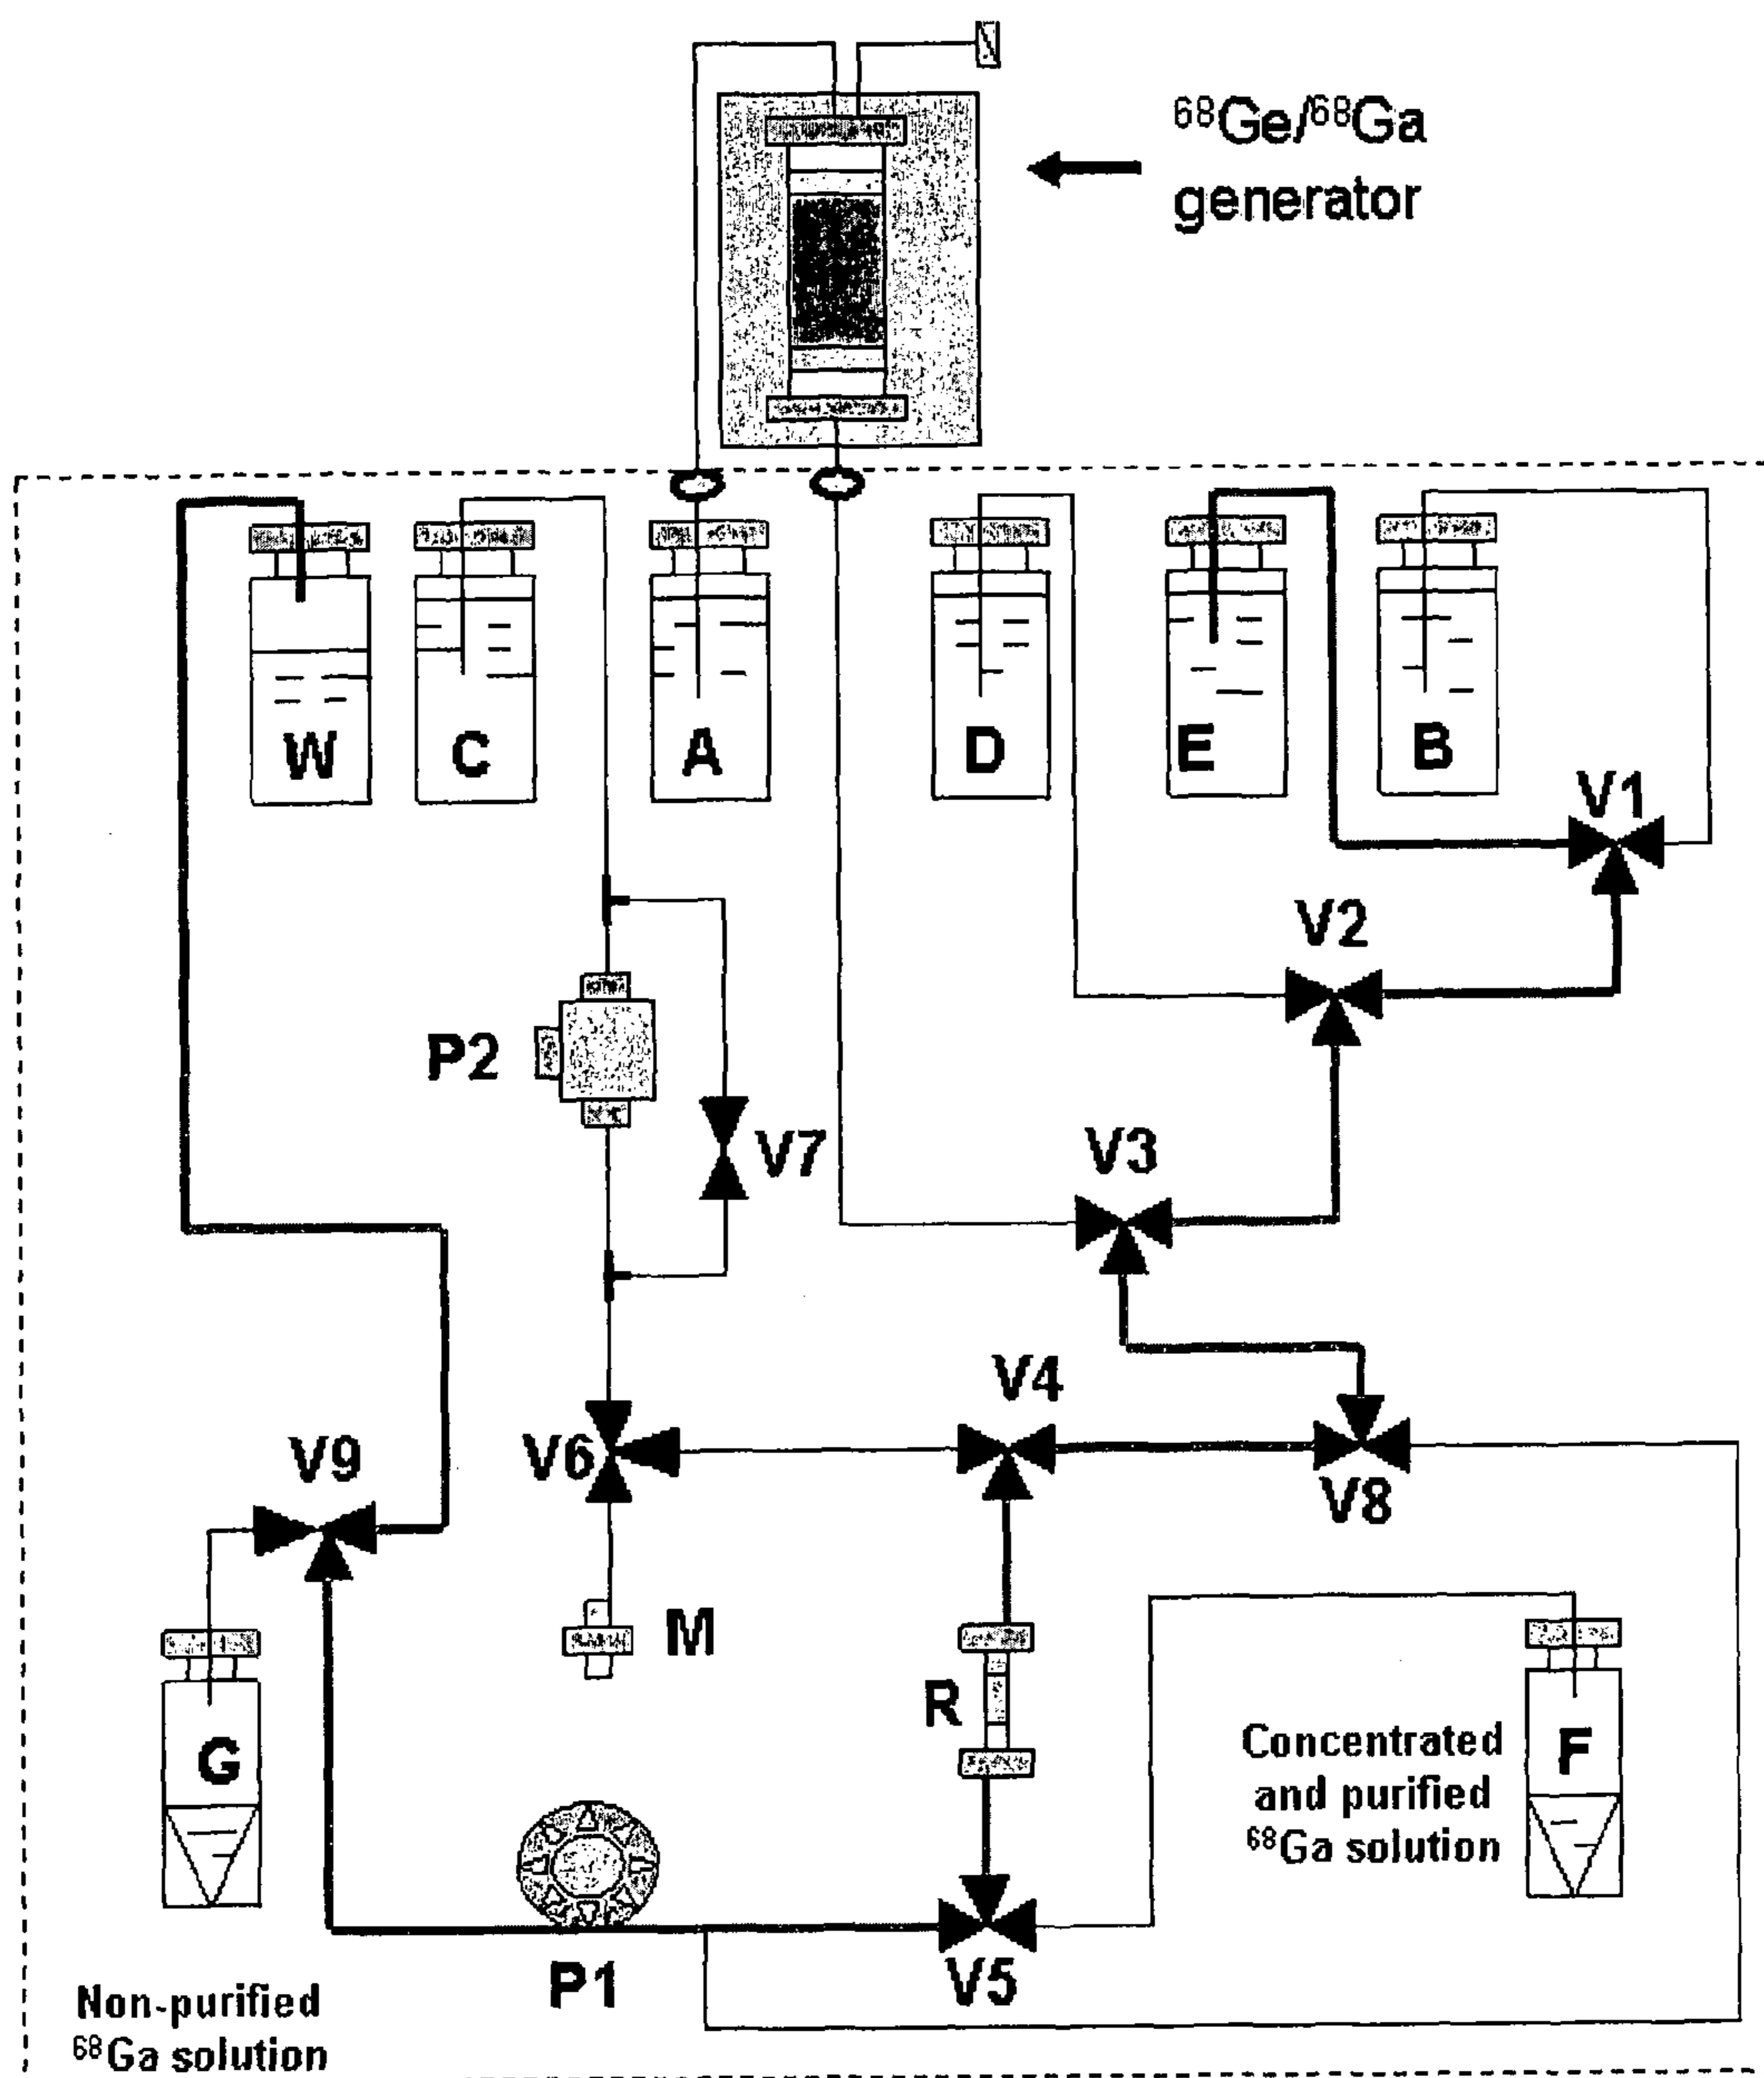 ⁶⁸Ge/⁶⁸Ga
generator
W
C
A
D
E
B
V1
V2
P2
V7
V3
V4
V6
V9
V8
M
R
G
Concentrated
and purified
⁶⁸Ga solution
F
P1
V5
Non-purified
⁶⁸Ga solution